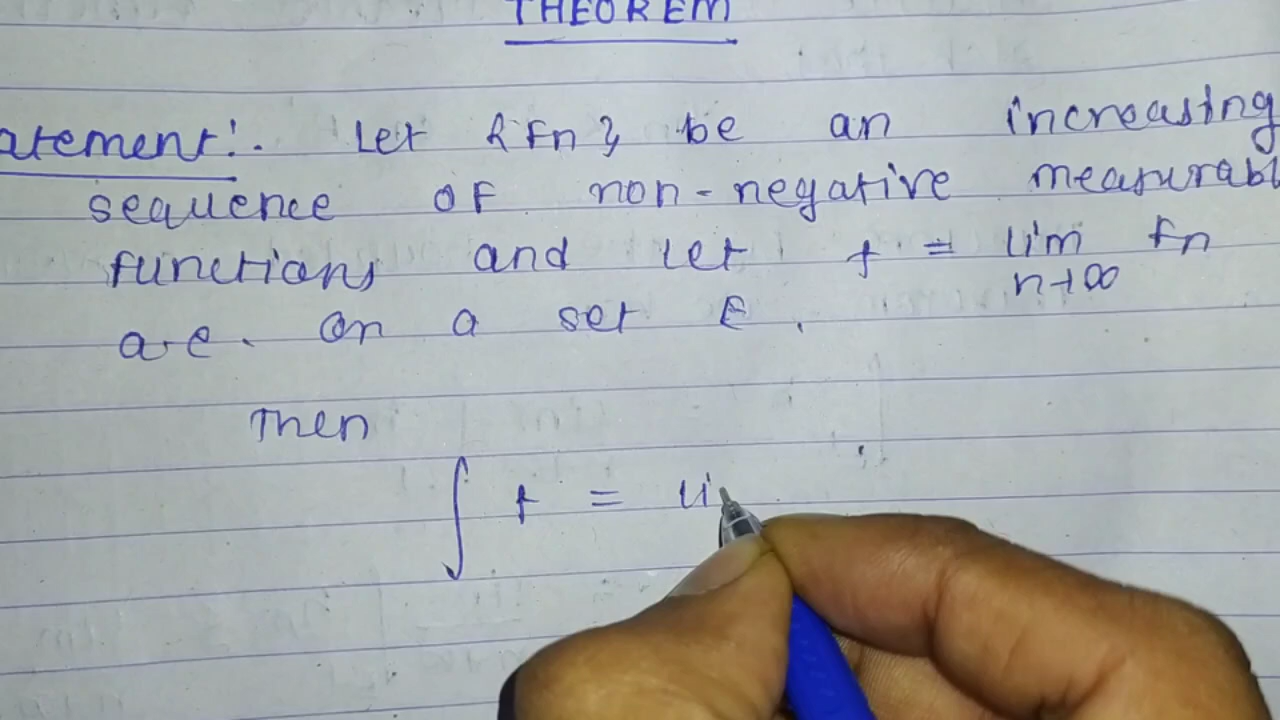 THEOREM
atement:. Let {fn} be an increasing
sequence of non-negative measurabl
functions and let f = lim fn
n→∞
a.e. on a set E.
Then
∫ f = li